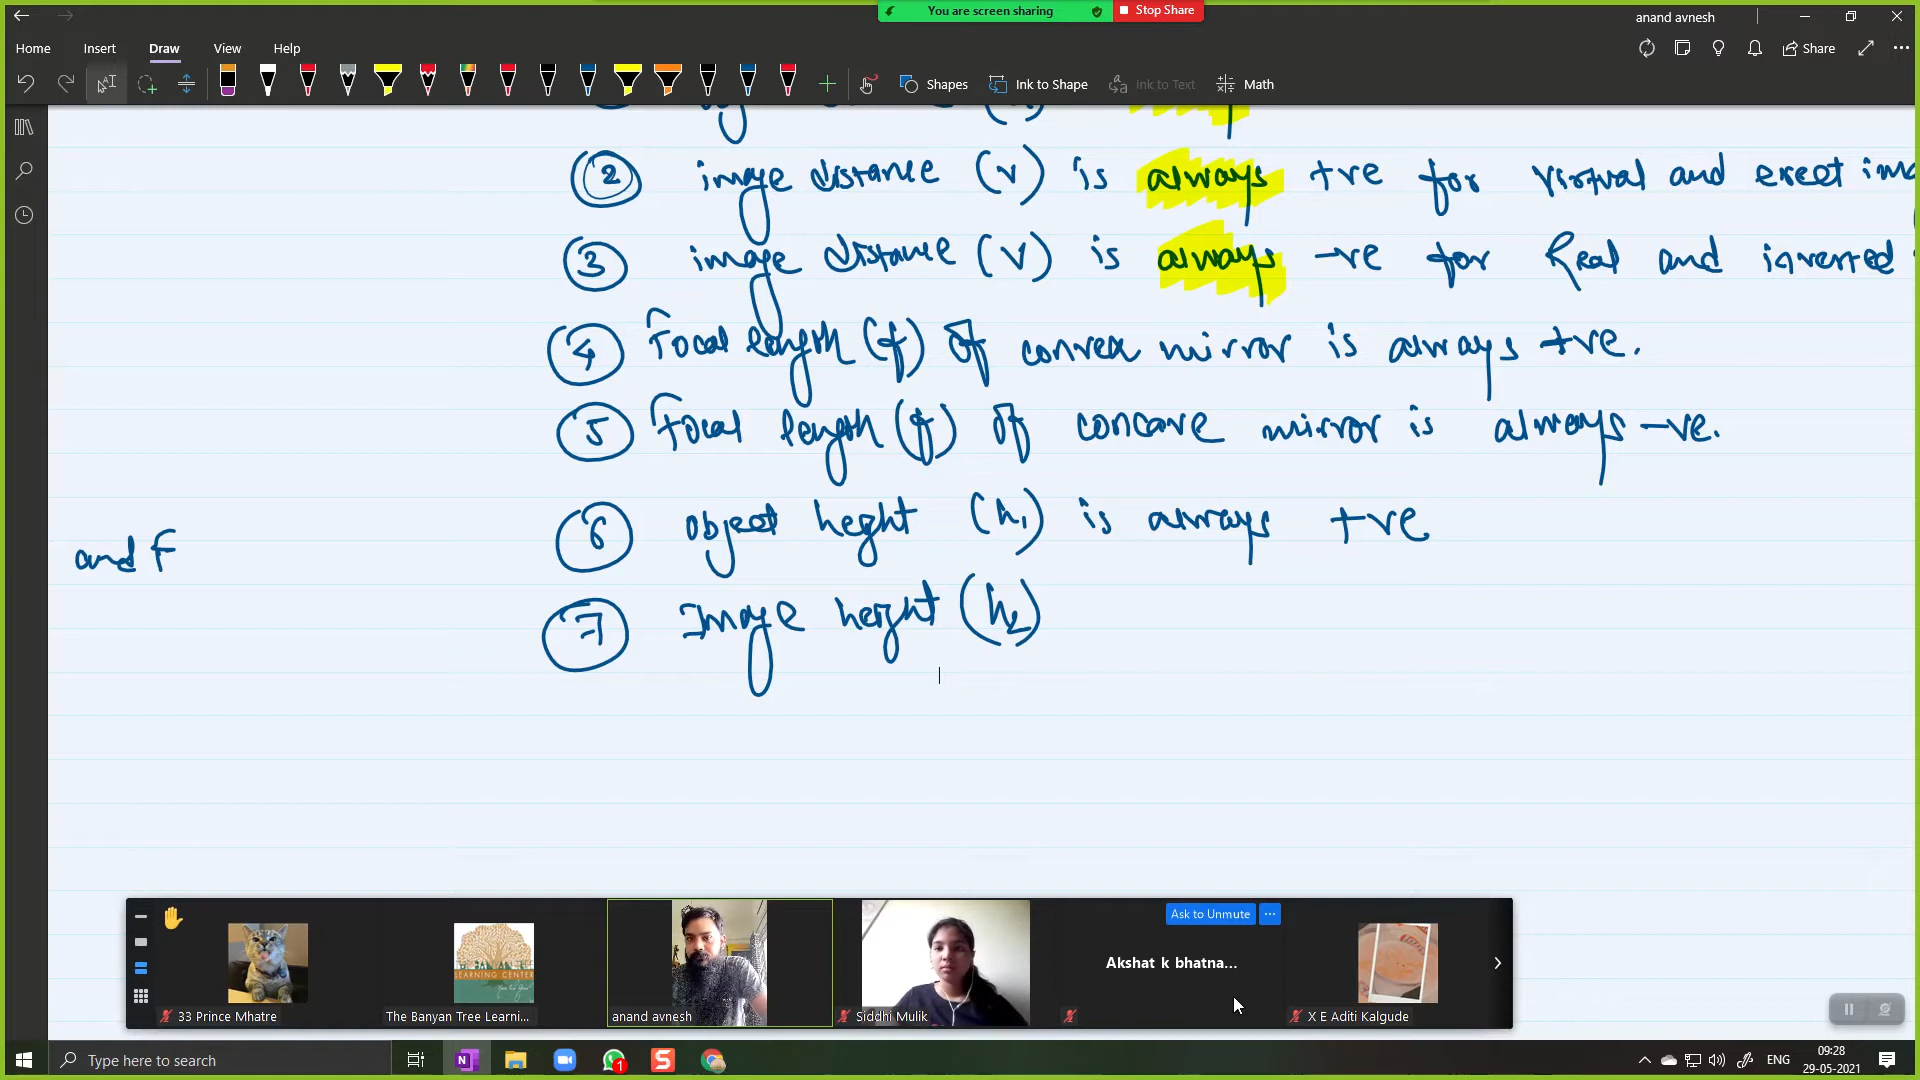 You are screen sharing
Stop Share
anand avnesh
Home Insert Draw View Help
Share
Shapes Ink to Shape Ink to Text Math
② image distance (v) is always +ve for virtual and erect ima
③ image distance (v) is always -ve for Real and inverted
④ Focal length (f) of convex mirror is always +ve.
⑤ Focal length (f) of concave mirror is always -ve.
⑥ object heght (h1) is always +ve
and F
⑦ Image height (h2)
Ask to Unmute ...
Akshat k bhatna...
33 Prince Mhatre
The Banyan Tree Learni...
anand avnesh
Siddhi Mulik
X E Aditi Kalgude
LEARNING CENTER
Type here to search
ENG
09:28
29-05-2021